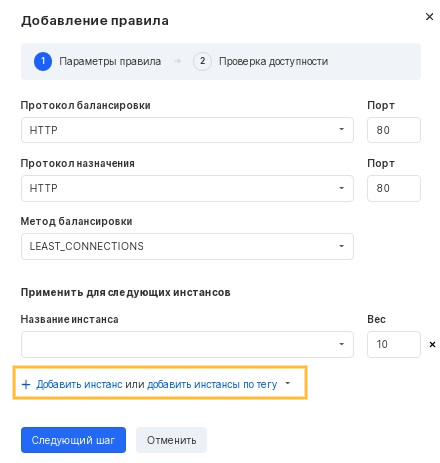 Добавление правила
1 Параметры правила → 2 Проверка доступности
Протокол балансировки Порт
HTTP 80
Протокол назначения Порт
HTTP 80
Метод балансировки
LEAST_CONNECTIONS
Применить для следующих инстансов
Название инстанса Вес
10
+ Добавить инстанс или добавить инстансы по тегу
Следующий шаг Отменить